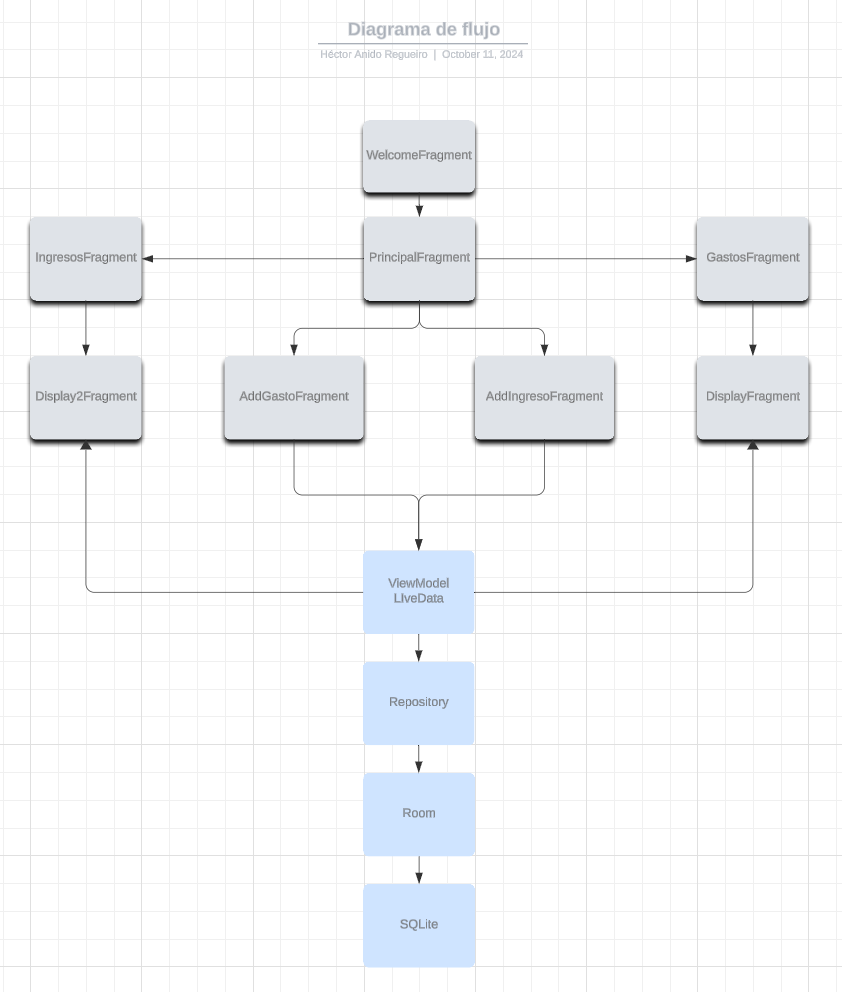 Diagrama de flujo
Héctor Anido Regueiro | October 11, 2024
WelcomeFragment
IngresosFragment
PrincipalFragment
GastosFragment
Display2Fragment
AddGastoFragment
AddIngresoFragment
DisplayFragment
ViewModel
LIveData
Repository
Room
SQLite